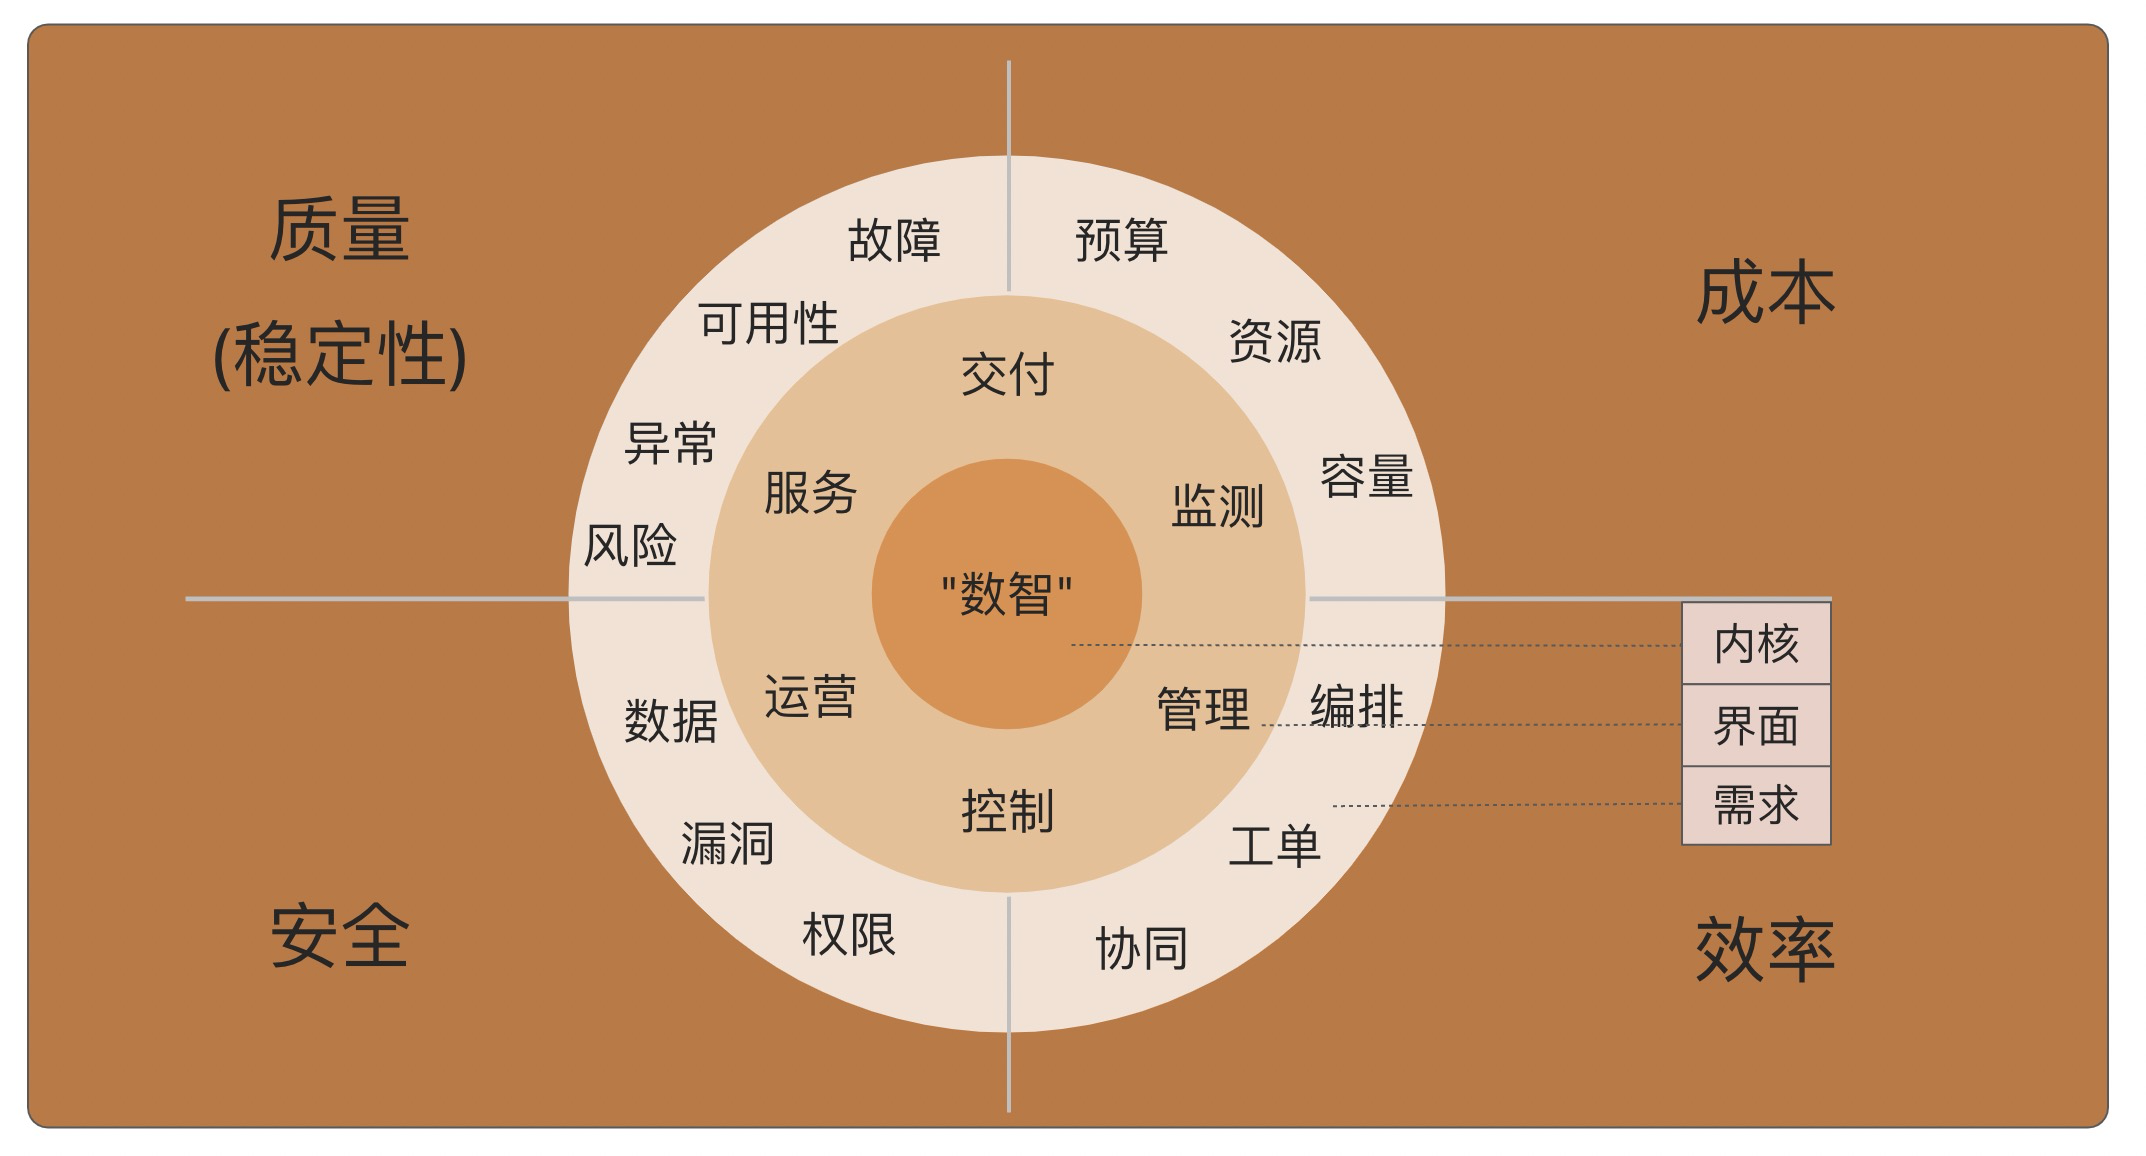 质量
(稳定性)
成本
故障
预算
可用性
资源
交付
异常
容量
服务
监测
风险
"数智"
内核
数据
运营
管理
编排
界面
控制
需求
漏洞
工单
权限
协同
安全
效率